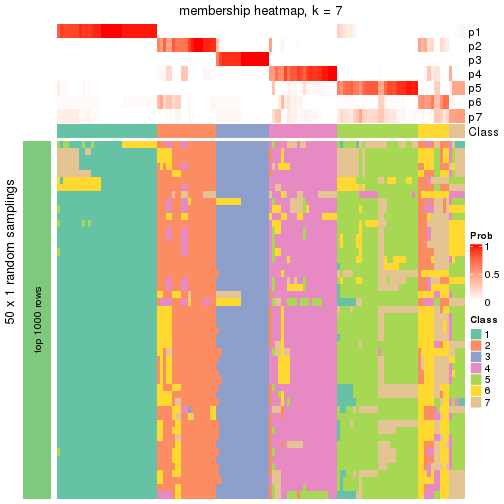 membership heatmap, k = 7
p1
p2
p3
p4
p5
p6
p7
Class
50 x 1 random samplings
top 1000 rows
Prob
1
0.5
0
Class
1
2
3
4
5
6
7